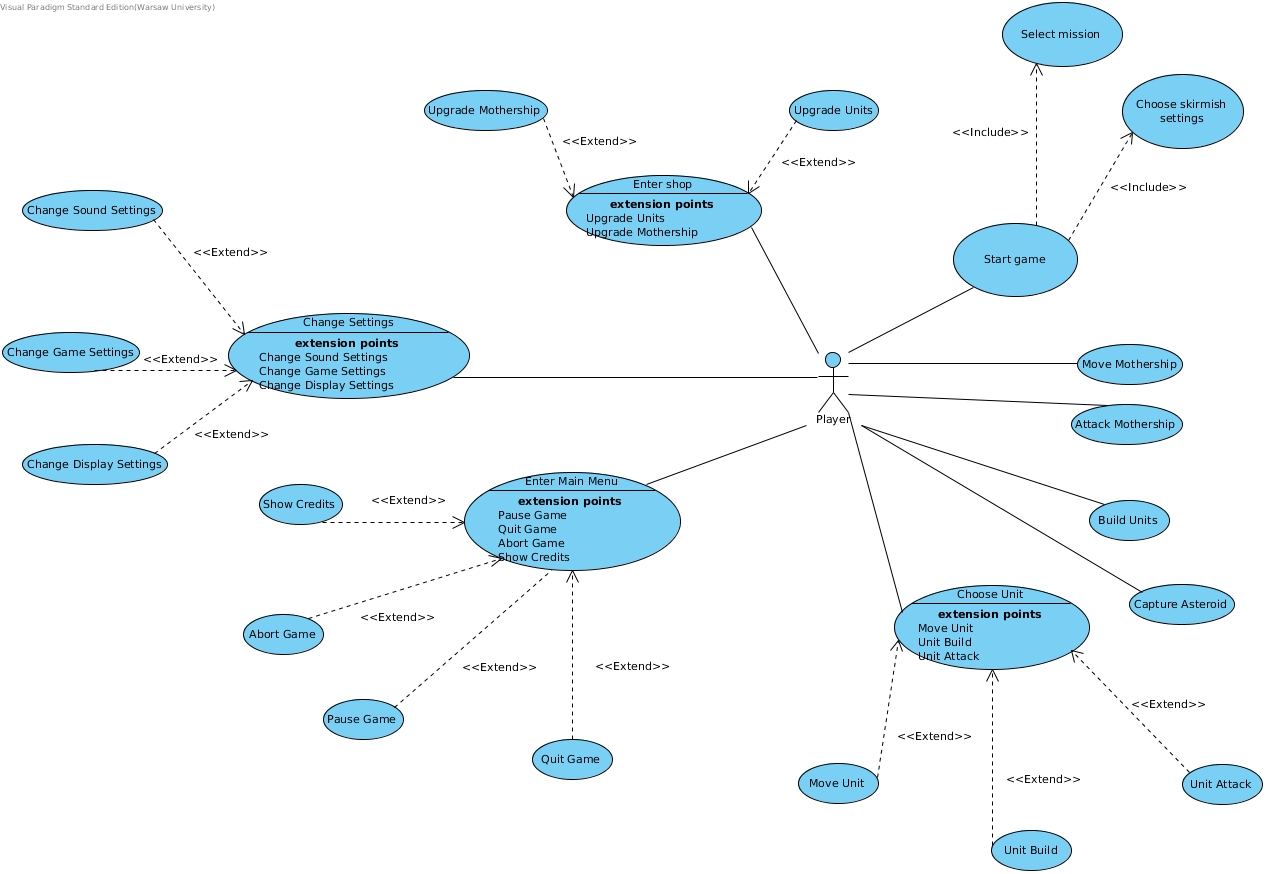 Visual Paradigm Standard Edition(Warsaw University)
Select mission
Upgrade Mothership
Upgrade Units
Choose skirmish
settings
<<Extend>>
<<Include>>
<<Extend>>
Enter shop
<<Include>>
extension points
Upgrade Units
Upgrade Mothership
Change Sound Settings
<<Extend>>
Start game
Change Settings
extension points
Change Sound Settings
Change Game Settings
Change Display Settings
Change Game Settings
<<Extend>>
Move Mothership
Player
Attack Mothership
<<Extend>>
Change Display Settings
Enter Main Menu
extension points
Pause Game
Quit Game
Abort Game
Show Credits
Show Credits
<<Extend>>
Build Units
Choose Unit
extension points
Move Unit
Unit Build
Unit Attack
Capture Asteroid
<<Extend>>
Abort Game
<<Extend>>
<<Extend>>
<<Extend>>
Pause Game
<<Extend>>
Quit Game
<<Extend>>
Move Unit
Unit Attack
Unit Build